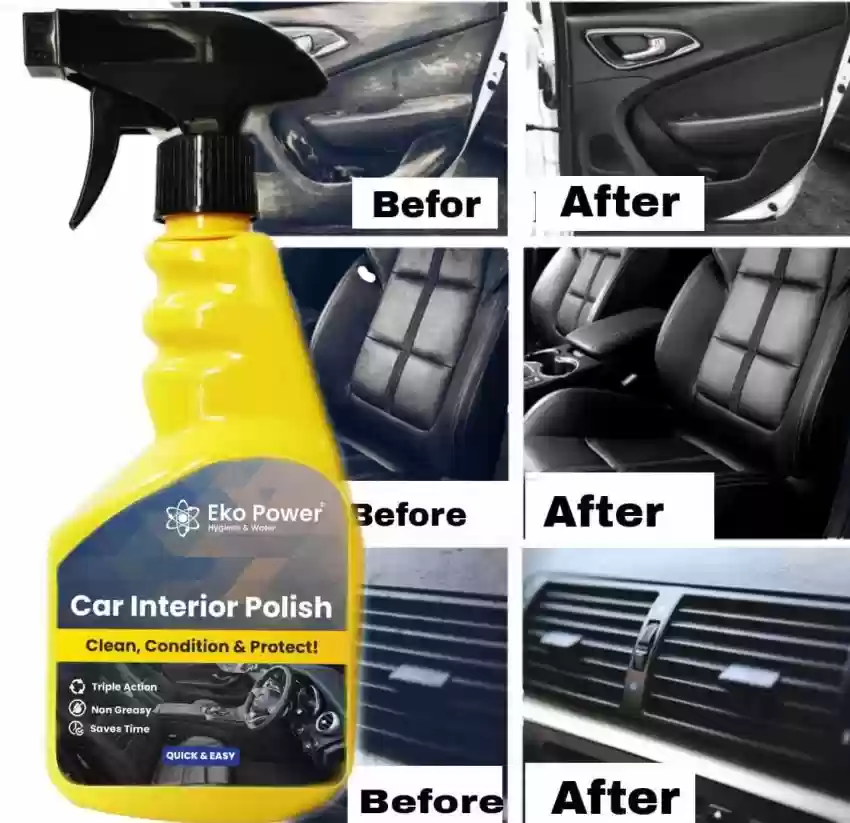 Befor
After
Before
After
Eko Power
Hygiene & Water
Car Interior Polish
Clean, Condition & Protect!
Triple Action
Non Greasy
Saves Time
QUICK & EASY
Before
After